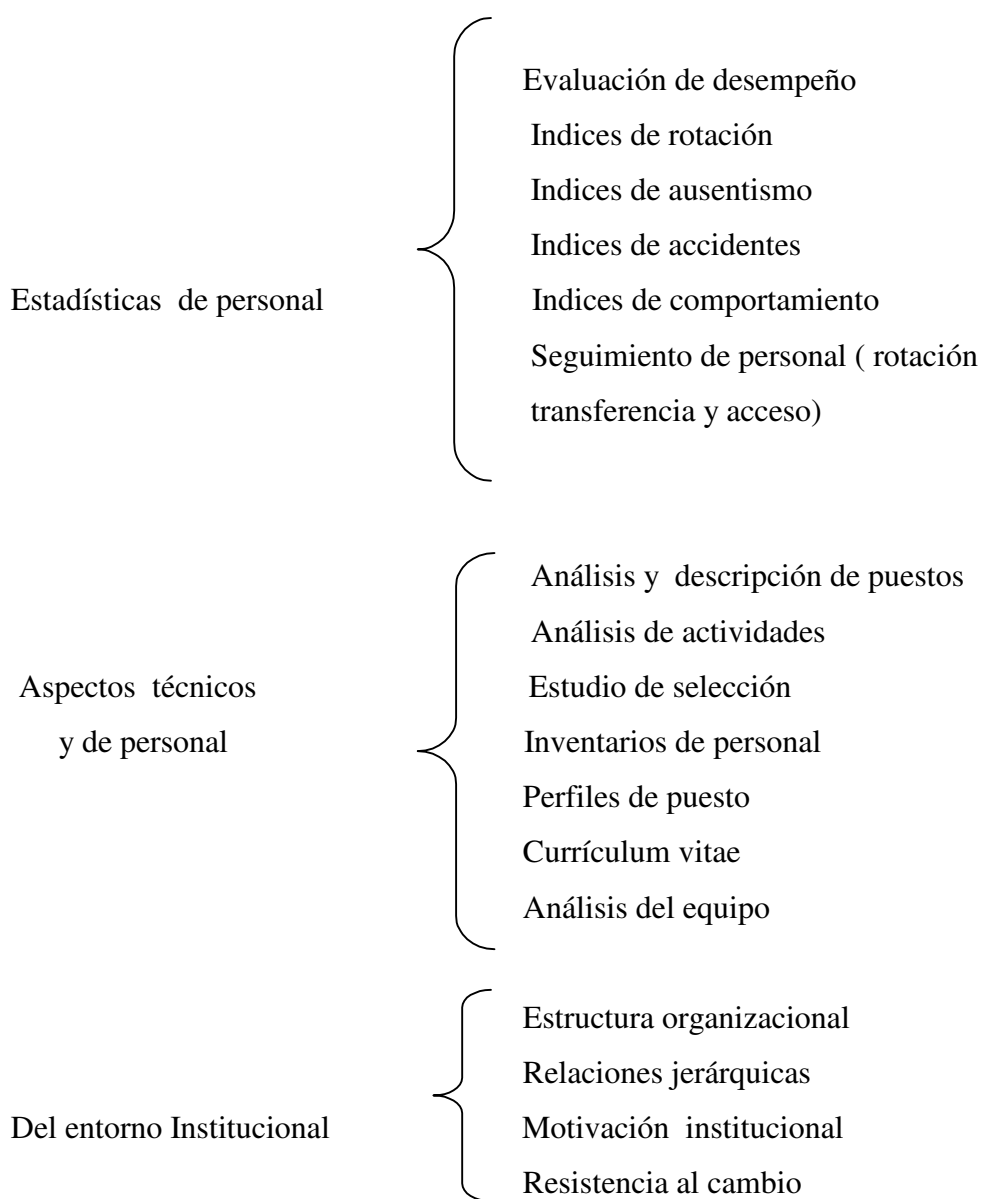 Estadísticas de personal
Evaluación de desempeño
Indices de rotación
Indices de ausentismo
Indices de accidentes
Indices de comportamiento
Seguimiento de personal ( rotación
transferencia y acceso)
Aspectos técnicos
y de personal
Análisis y descripción de puestos
Análisis de actividades
Estudio de selección
Inventarios de personal
Perfiles de puesto
Currículum vitae
Análisis del equipo
Del entorno Institucional
Estructura organizacional
Relaciones jerárquicas
Motivación institucional
Resistencia al cambio